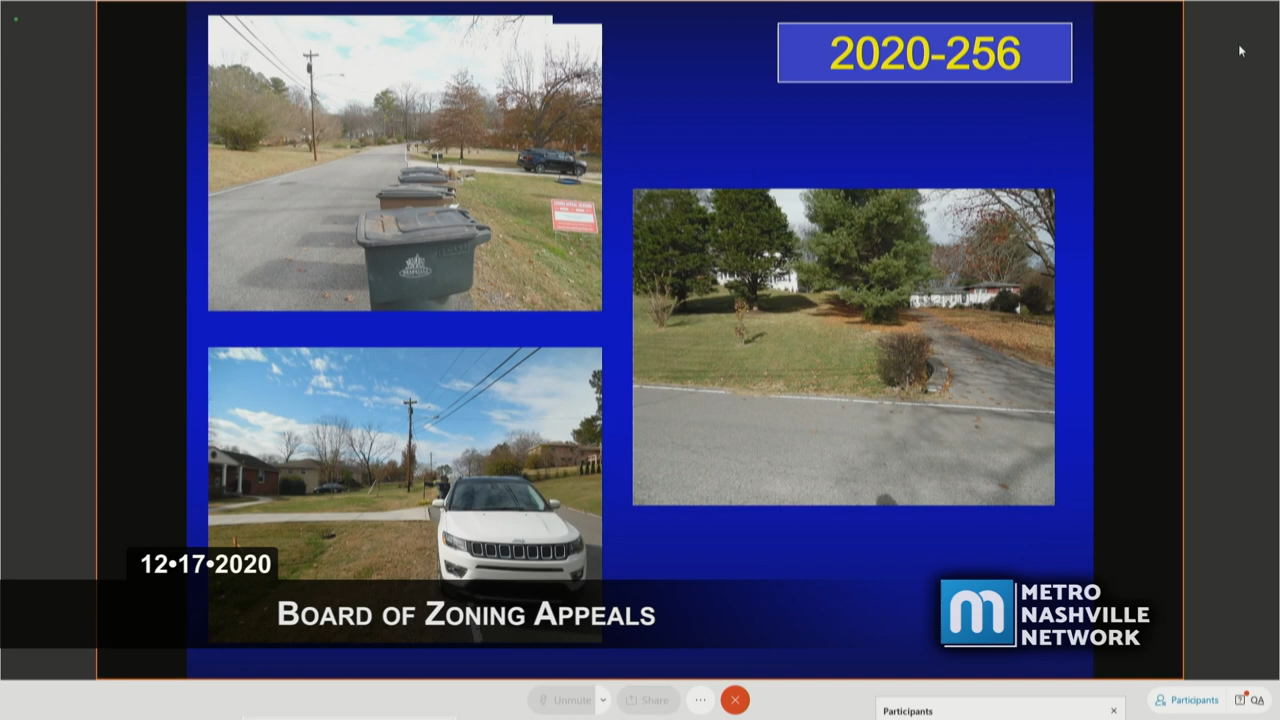 2020-256
12•17•2020
BOARD OF ZONING APPEALS
METRO
NASHVILLE
NETWORK
Unmute
Share
Participants
Participants
QA